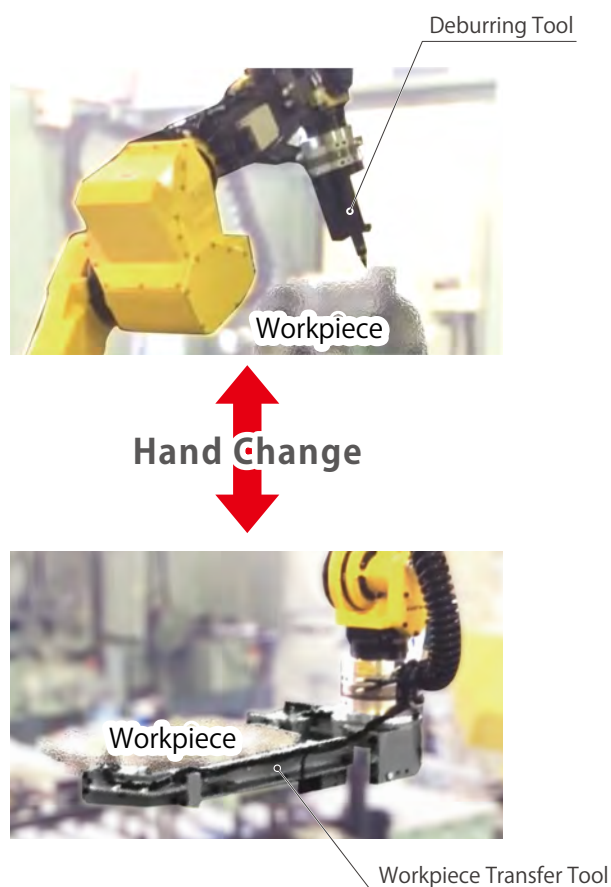 Deburring Tool
Workpiece
Hand Change
Workpiece
Workpiece Transfer Tool